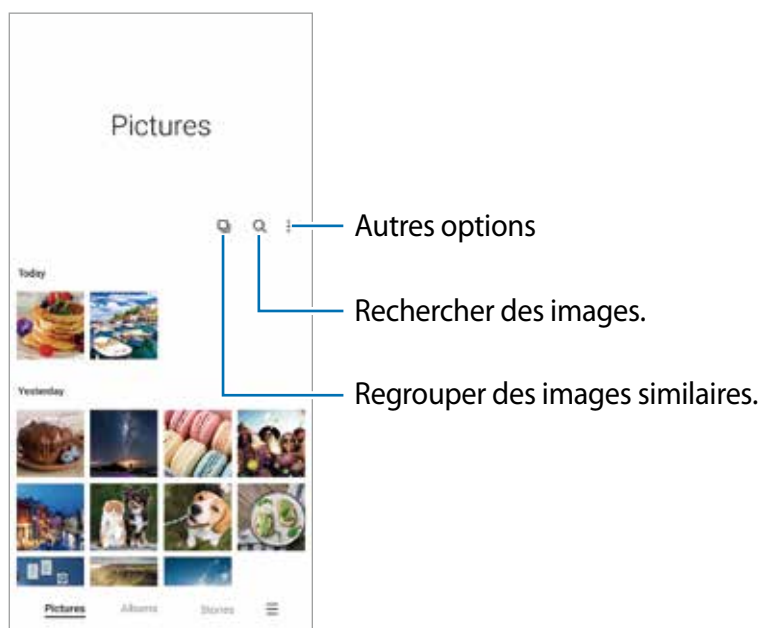 Pictures
Autres options
Rechercher des images.
Regrouper des images similaires.
Today
Yesterday
Pictures
Albums
Stories